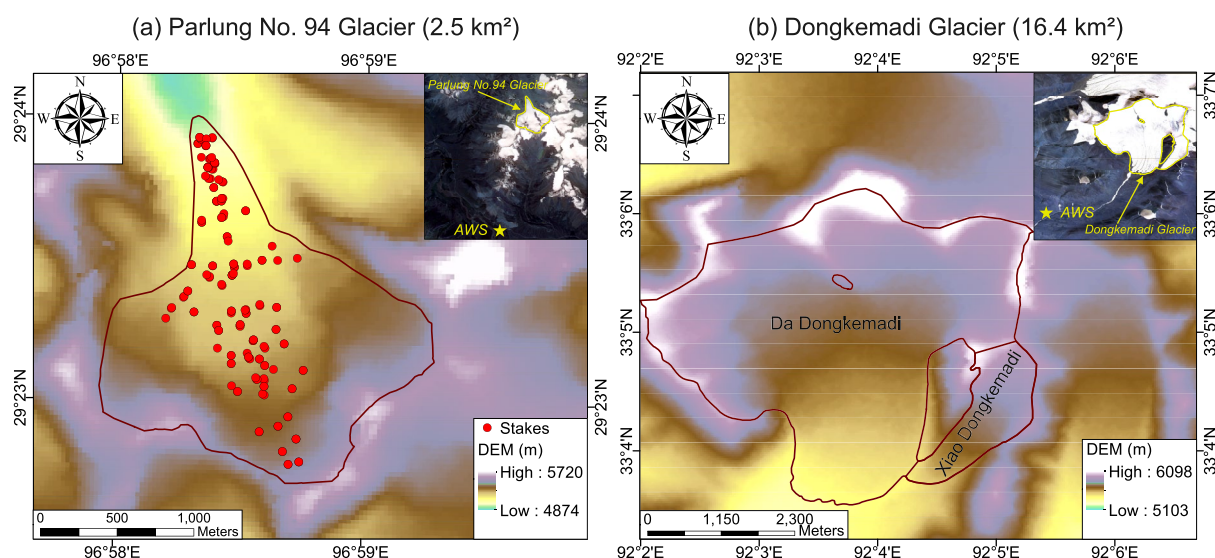 (a) Parlung No. 94 Glacier (2.5 km²)
96°58'E
96°59'E
29°24'N
29°24'N
N
W
E
S
Parlung No.94 Glacier
AWS
29°23'N
29°23'N
Stakes
DEM (m)
High : 5720
Low : 4874
0 500 1,000
Meters
96°58'E
96°59'E
(b) Dongkemadi Glacier (16.4 km²)
92°2'E
92°3'E
92°4'E
92°5'E
92°6'E
33°7'N
N
W
E
S
AWS
Dongkemadi Glacier
33°6'N
33°6'N
33°5'N
33°5'N
Da Dongkemadi
Xiao Dongkemadi
33°4'N
33°4'N
DEM (m)
High : 6098
Low : 5103
0 1,150 2,300
Meters
92°2'E
92°3'E
92°4'E
92°5'E
92°6'E